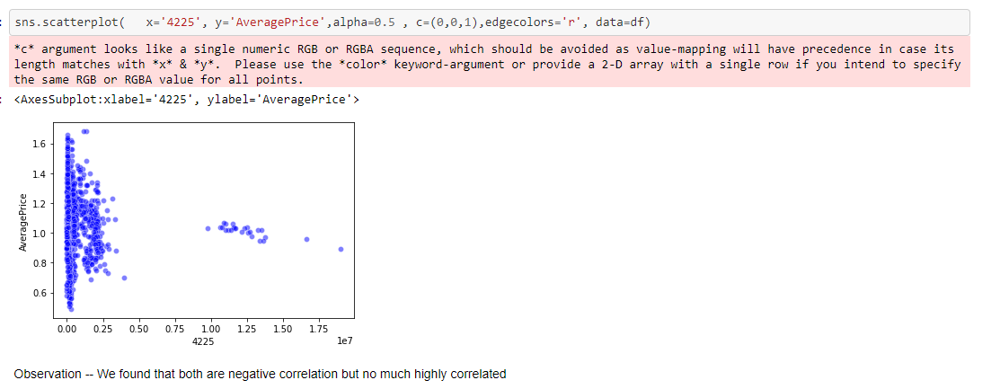 : sns.scatterplot(   x='4225', y='AveragePrice',alpha=0.5 , c=(0,0,1),edgecolors='r', data=df)
*c* argument looks like a single numeric RGB or RGBA sequence, which should be avoided as value-mapping will have precedence in case its
length matches with *x* & *y*.  Please use the *color* keyword-argument or provide a 2-D array with a single row if you intend to specify
the same RGB or RGBA value for all points.
: <AxesSubplot:xlabel='4225', ylabel='AveragePrice'>
1.6
1.4
1.2
1.0
0.8
0.6
AveragePrice
0.00 0.25 0.50 0.75 1.00 1.25 1.50 1.75
4225
1e7
Observation -- We found that both are negative correlation but no much highly correlated